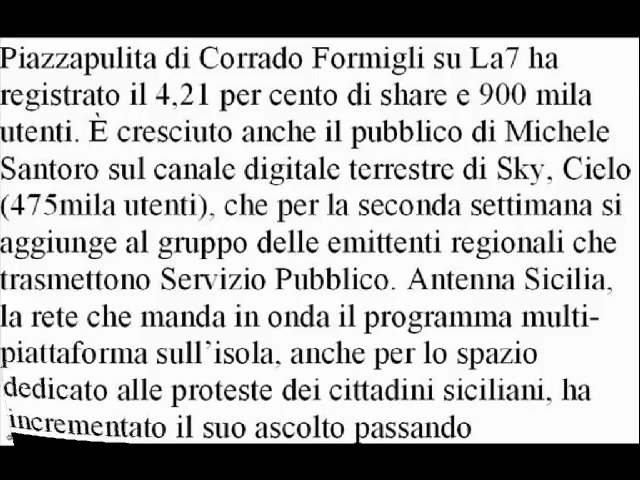 Piazzapulita di Corrado Formigli su La7 ha
registrato il 4,21 per cento di share e 900 mila
utenti. È cresciuto anche il pubblico di Michele
Santoro sul canale digitale terrestre di Sky, Cielo
(475mila utenti), che per la seconda settimana si
aggiunge al gruppo delle emittenti regionali che
trasmettono Servizio Pubblico. Antenna Sicilia,
la rete che manda in onda il programma multi-
piattaforma sull'isola, anche per lo spazio
dedicato alle proteste dei cittadini siciliani, ha
incrementato il suo ascolto passando